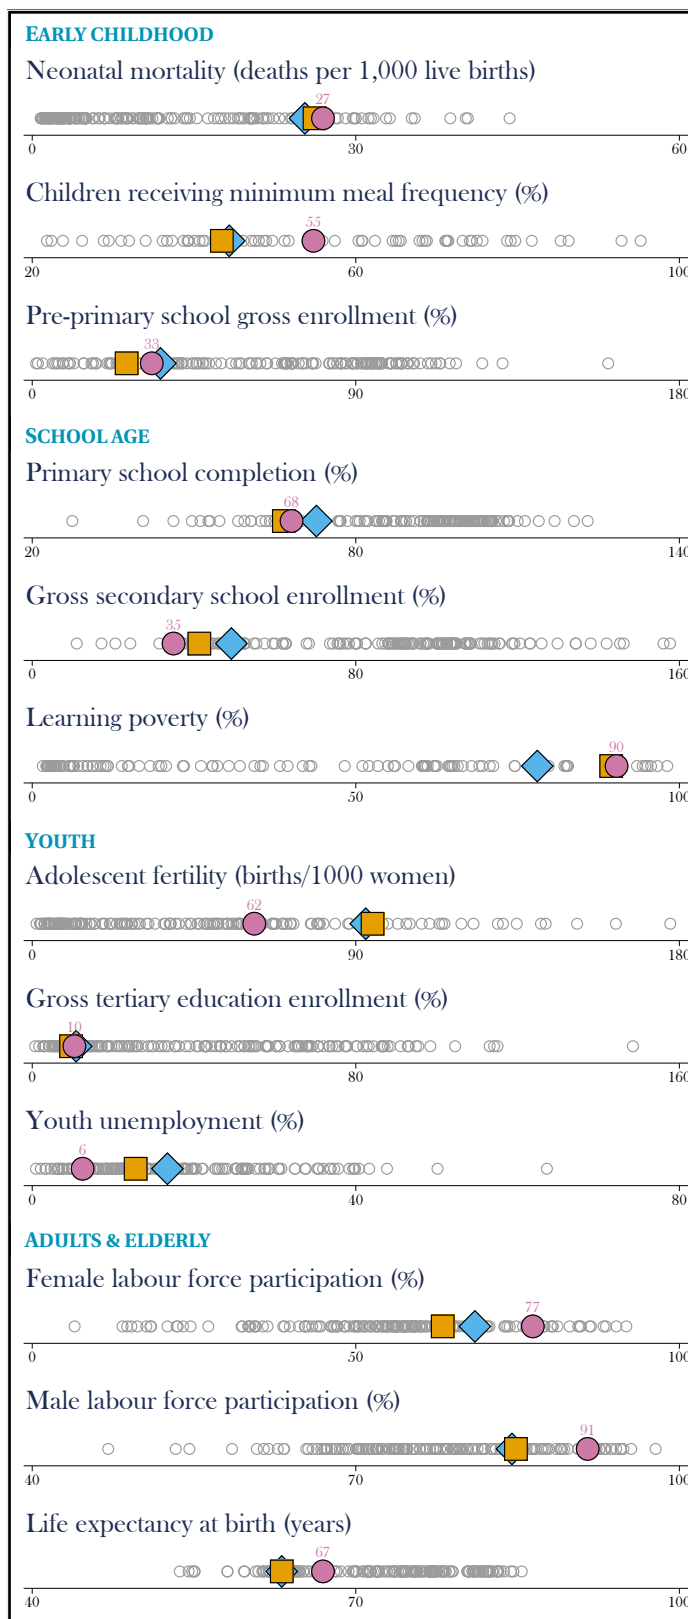 EARLY CHILDHOOD
Neonatal mortality (deaths per 1,000 live births)
27
0 30 60
Children receiving minimum meal frequency (%)
55
20 60 100
Pre-primary school gross enrollment (%)
33
0 90 180
SCHOOL AGE
Primary school completion (%)
68
20 80 140
Gross secondary school enrollment (%)
35
0 80 160
Learning poverty (%)
90
0 50 100
YOUTH
Adolescent fertility (births/1000 women)
62
0 90 180
Gross tertiary education enrollment (%)
10
0 80 160
Youth unemployment (%)
6
0 40 80
ADULTS & ELDERLY
Female labour force participation (%)
77
0 50 100
Male labour force participation (%)
91
40 70 100
Life expectancy at birth (years)
67
40 70 100